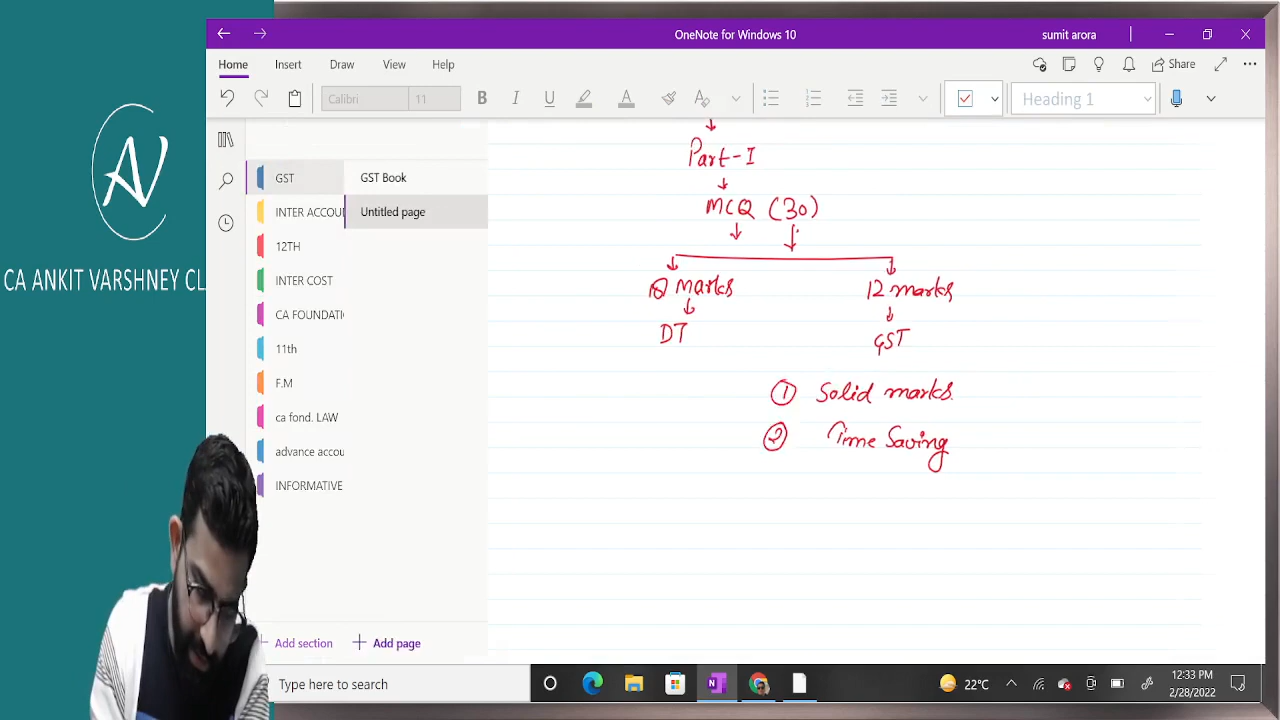 OneNote for Windows 10
sumit arora
Home Insert Draw View Help
Share
Calibri 11 B I U A Heading 1
GST
INTER ACCOU
12TH
INTER COST
CA FOUNDATI
11th
F.M
ca fond. LAW
advance accou
INFORMATIVE
Add section
GST Book
Untitled page
Add page
AV
CA ANKIT VARSHNEY CL
Part-I
MCQ (30)
marks 12 marks
DT GST
① Solid marks.
② Time Saving
Type here to search
22°C
12:33 PM
2/28/2022